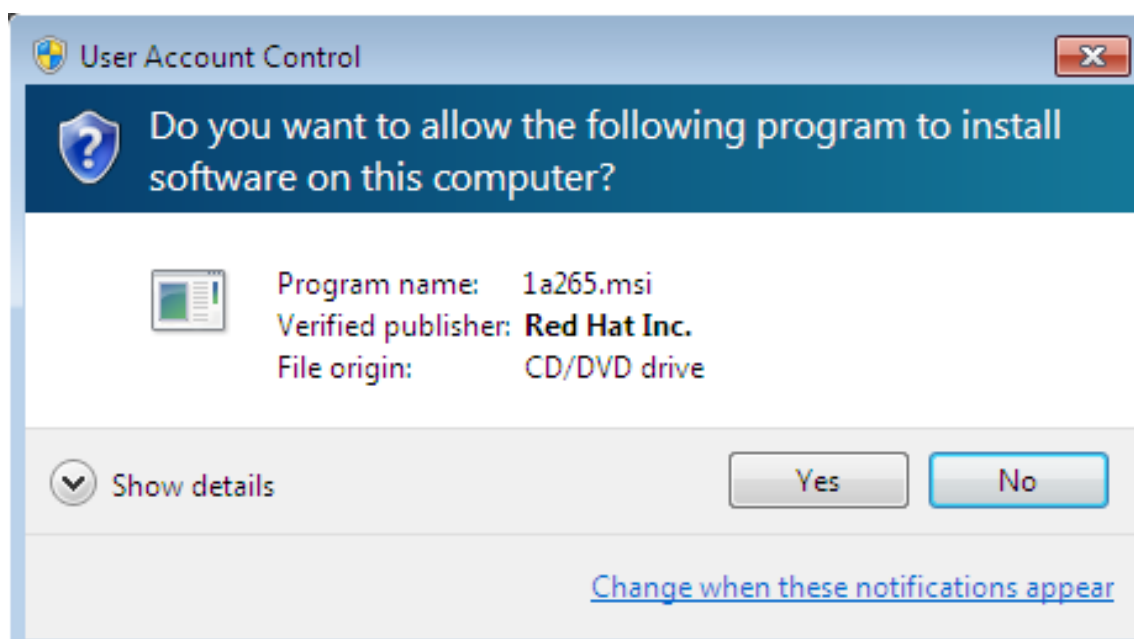 User Account Control
Do you want to allow the following program to install
software on this computer?
Program name: 1a265.msi
Verified publisher: Red Hat Inc.
File origin: CD/DVD drive
Show details
Yes
No
Change when these notifications appear